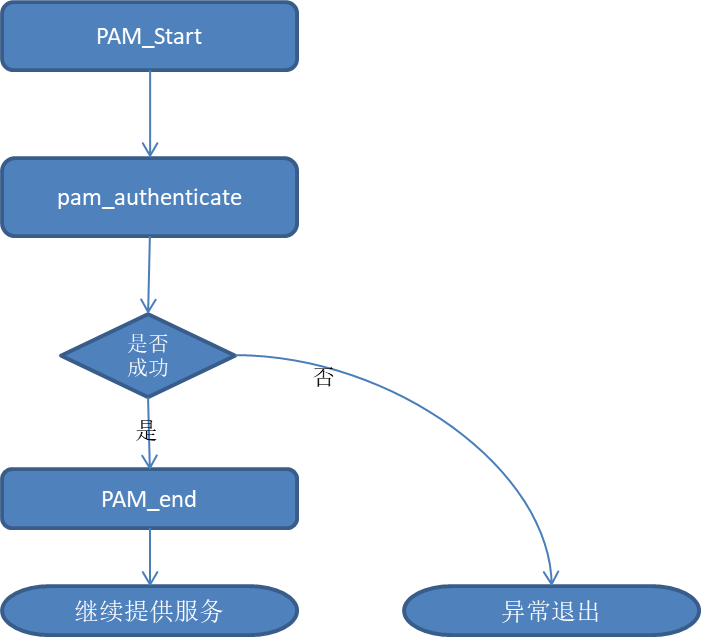 PAM_Start
pam_authenticate
是否
成功
否
是
PAM_end
继续提供服务
异常退出